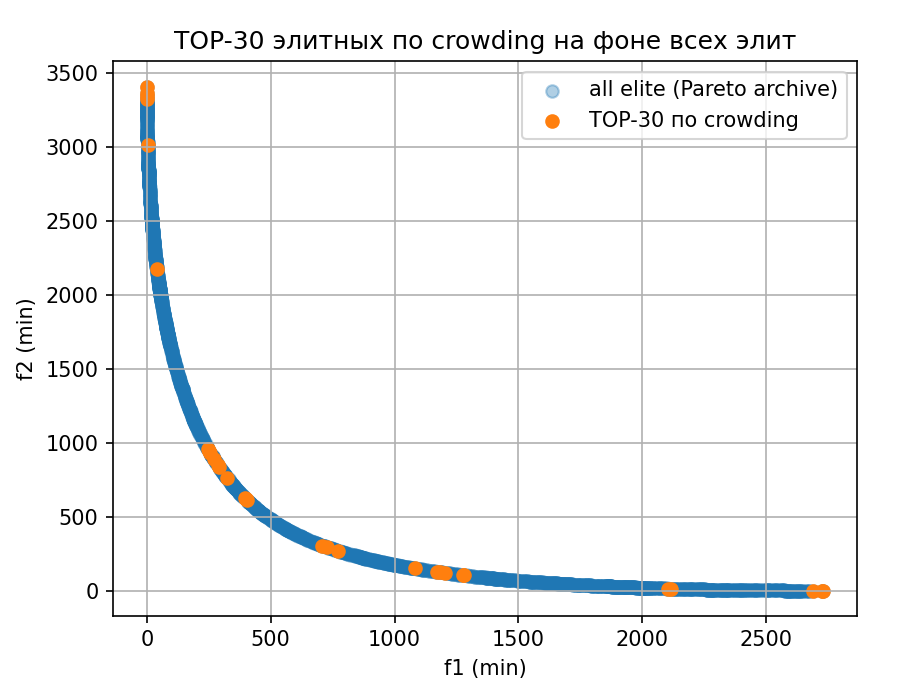 TOP-30 элитных по crowding на фоне всех элит
all elite (Pareto archive)
TOP-30 по crowding
f2 (min)
3500
3000
2500
2000
1500
1000
500
0
0 500 1000 1500 2000 2500
f1 (min)